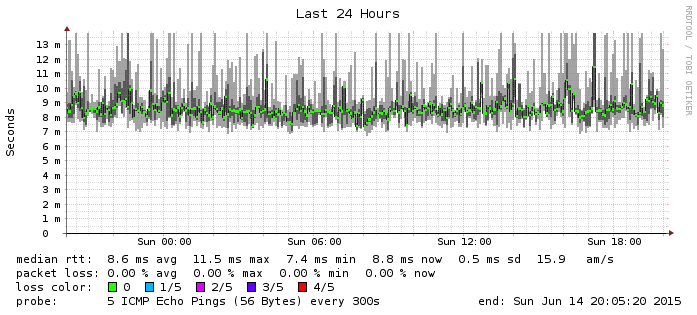 Last 24 Hours
RRDTOOL / TOBI OETIKER
Seconds
13 m
12 m
11 m
10 m
9 m
8 m
7 m
6 m
5 m
4 m
3 m
2 m
1 m
0
Sun 00:00 Sun 06:00 Sun 12:00 Sun 18:00
median rtt: 8.6 ms avg 11.5 ms max 7.4 ms min 8.8 ms now 0.5 ms sd 15.9 am/s
packet loss: 0.00 % avg 0.00 % max 0.00 % min 0.00 % now
loss color: 0 1/5 2/5 3/5 4/5
probe: 5 ICMP Echo Pings (56 Bytes) every 300s end: Sun Jun 14 20:05:20 2015